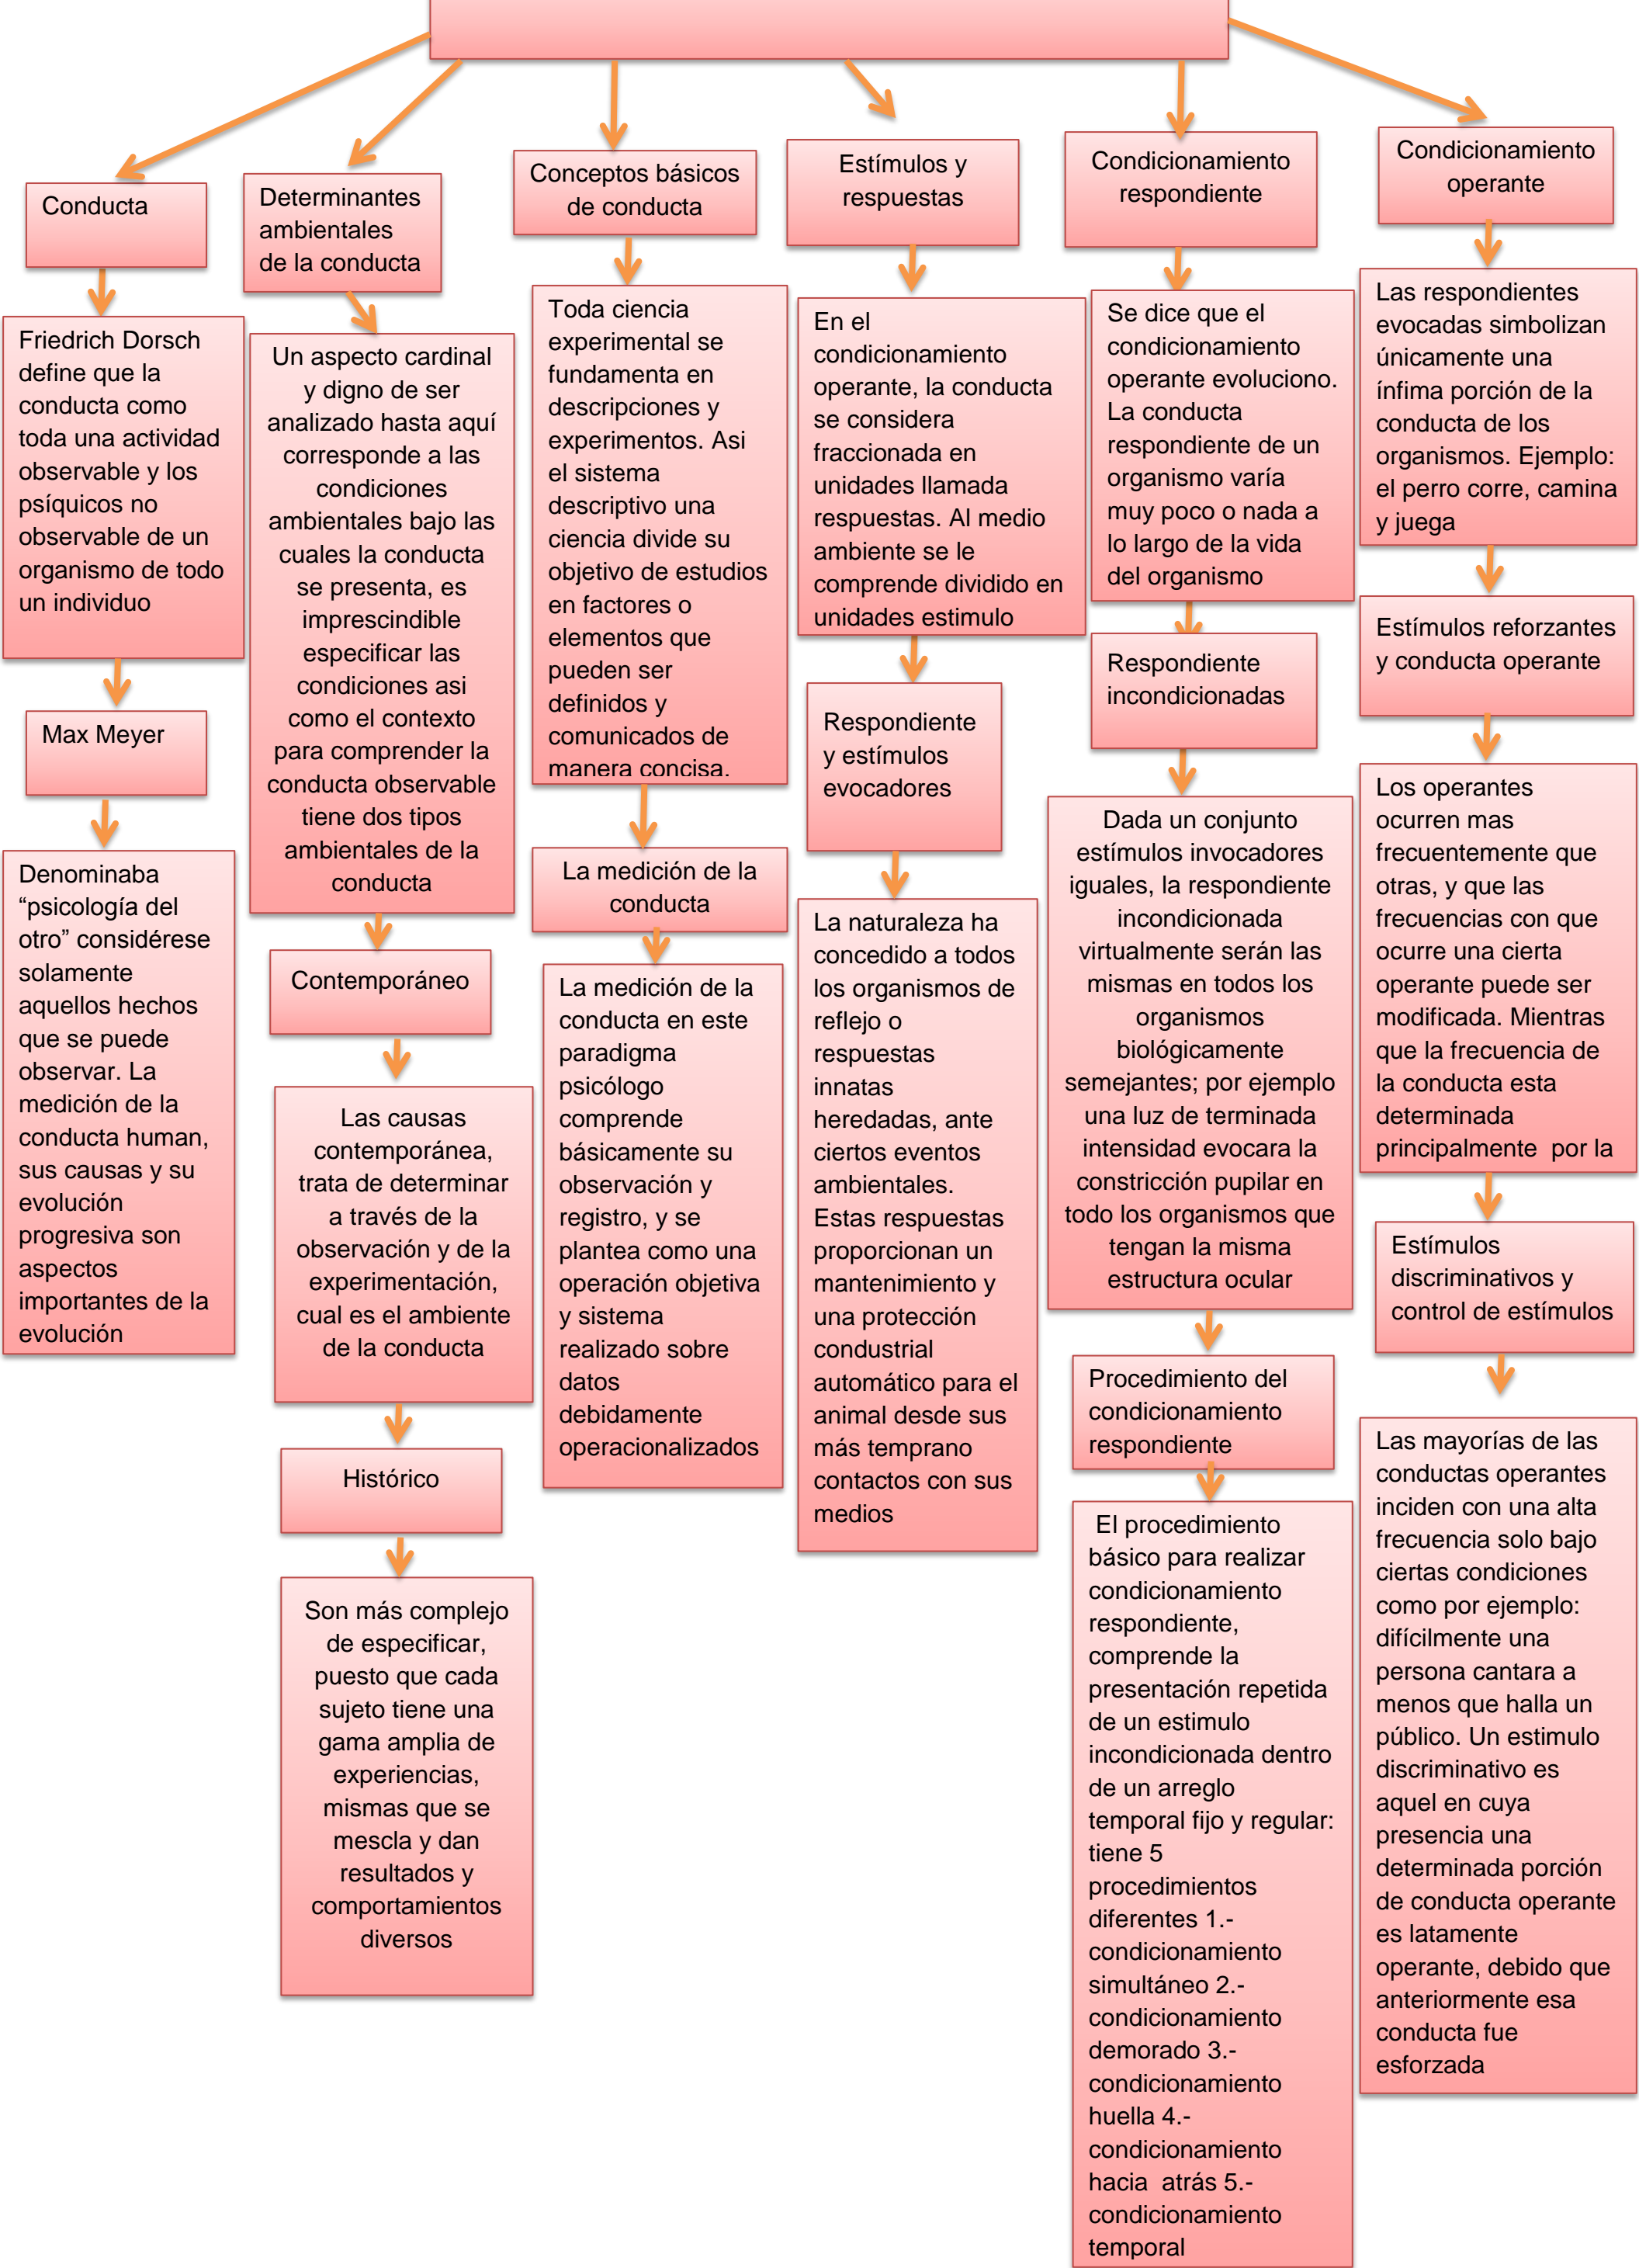 Conducta
Friedrich Dorsch
define que la
conducta como
toda una actividad
observable y los
psíquicos no
observable de un
organismo de todo
un individuo
Max Meyer
Denominaba
“psicología del
otro” considérese
solamente
aquellos hechos
que se puede
observar. La
medición de la
conducta human,
sus causas y su
evolución
progresiva son
aspectos
importantes de la
evolución
Determinantes
ambientales
de la conducta
Un aspecto cardinal
y digno de ser
analizado hasta aquí
corresponde a las
condiciones
ambientales bajo las
cuales la conducta
se presenta, es
imprescindible
especificar las
condiciones asi
como el contexto
para comprender la
conducta observable
tiene dos tipos
ambientales de la
conducta
Contemporáneo
Las causas
contemporánea,
trata de determinar
a través de la
observación y de la
experimentación,
cual es el ambiente
de la conducta
Histórico
Son más complejo
de especificar,
puesto que cada
sujeto tiene una
gama amplia de
experiencias,
mismas que se
mescla y dan
resultados y
comportamientos
diversos
Conceptos básicos
de conducta
Toda ciencia
experimental se
fundamenta en
descripciones y
experimentos. Asi
el sistema
descriptivo una
ciencia divide su
objetivo de estudios
en factores o
elementos que
pueden ser
definidos y
comunicados de
manera concisa.
La medición de la
conducta
La medición de la
conducta en este
paradigma
psicólogo
comprende
básicamente su
observación y
registro, y se
plantea como una
operación objetiva
y sistema
realizado sobre
datos
debidamente
operacionalizados
Estímulos y
respuestas
En el
condicionamiento
operante, la conducta
se considera
fraccionada en
unidades llamada
respuestas. Al medio
ambiente se le
comprende dividido en
unidades estimulo
Respondiente
y estímulos
evocadores
La naturaleza ha
concedido a todos
los organismos de
reflejo o
respuestas
innatas
heredadas, ante
ciertos eventos
ambientales.
Estas respuestas
proporcionan un
mantenimiento y
una protección
condustrial
automático para el
animal desde sus
más temprano
contactos con sus
medios
Condicionamiento
respondiente
Se dice que el
condicionamiento
operante evoluciono.
La conducta
respondiente de un
organismo varía
muy poco o nada a
lo largo de la vida
del organismo
Respondiente
incondicionadas
Dada un conjunto
estímulos invocadores
iguales, la respondiente
incondicionada
virtualmente serán las
mismas en todos los
organismos
biológicamente
semejantes; por ejemplo
una luz de terminada
intensidad evocara la
constricción pupilar en
todo los organismos que
tengan la misma
estructura ocular
Procedimiento del
condicionamiento
respondiente
El procedimiento
básico para realizar
condicionamiento
respondiente,
comprende la
presentación repetida
de un estimulo
incondicionada dentro
de un arreglo
temporal fijo y regular:
tiene 5
procedimientos
diferentes 1.-
condicionamiento
simultáneo 2.-
condicionamiento
demorado 3.-
condicionamiento
huella 4.-
condicionamiento
hacia  atrás 5.-
condicionamiento
temporal
Condicionamiento
operante
Las respondientes
evocadas simbolizan
únicamente una
ínfima porción de la
conducta de los
organismos. Ejemplo:
el perro corre, camina
y juega
Estímulos reforzantes
y conducta operante
Los operantes
ocurren mas
frecuentemente que
otras, y que las
frecuencias con que
ocurre una cierta
operante puede ser
modificada. Mientras
que la frecuencia de
la conducta esta
determinada
principalmente  por la
Estímulos
discriminativos y
control de estímulos
Las mayorías de las
conductas operantes
inciden con una alta
frecuencia solo bajo
ciertas condiciones
como por ejemplo:
difícilmente una
persona cantara a
menos que halla un
público. Un estimulo
discriminativo es
aquel en cuya
presencia una
determinada porción
de conducta operante
es latamente
operante, debido que
anteriormente esa
conducta fue
esforzada